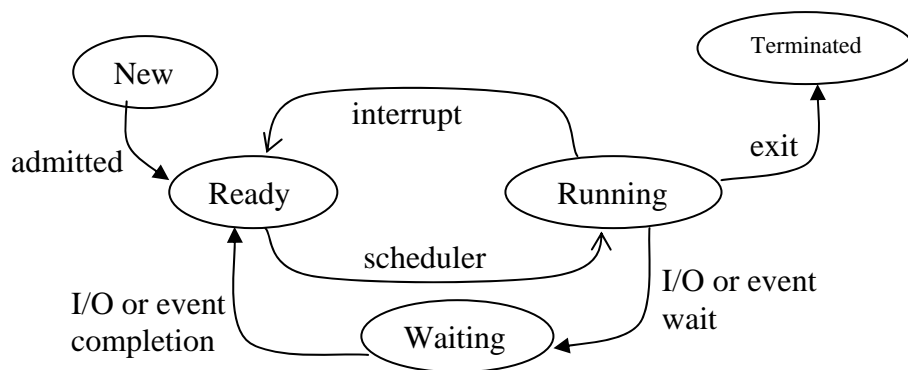 Terminated
New
interrupt
admitted
exit
Ready
Running
scheduler
I/O or event
completion
I/O or event
wait
Waiting